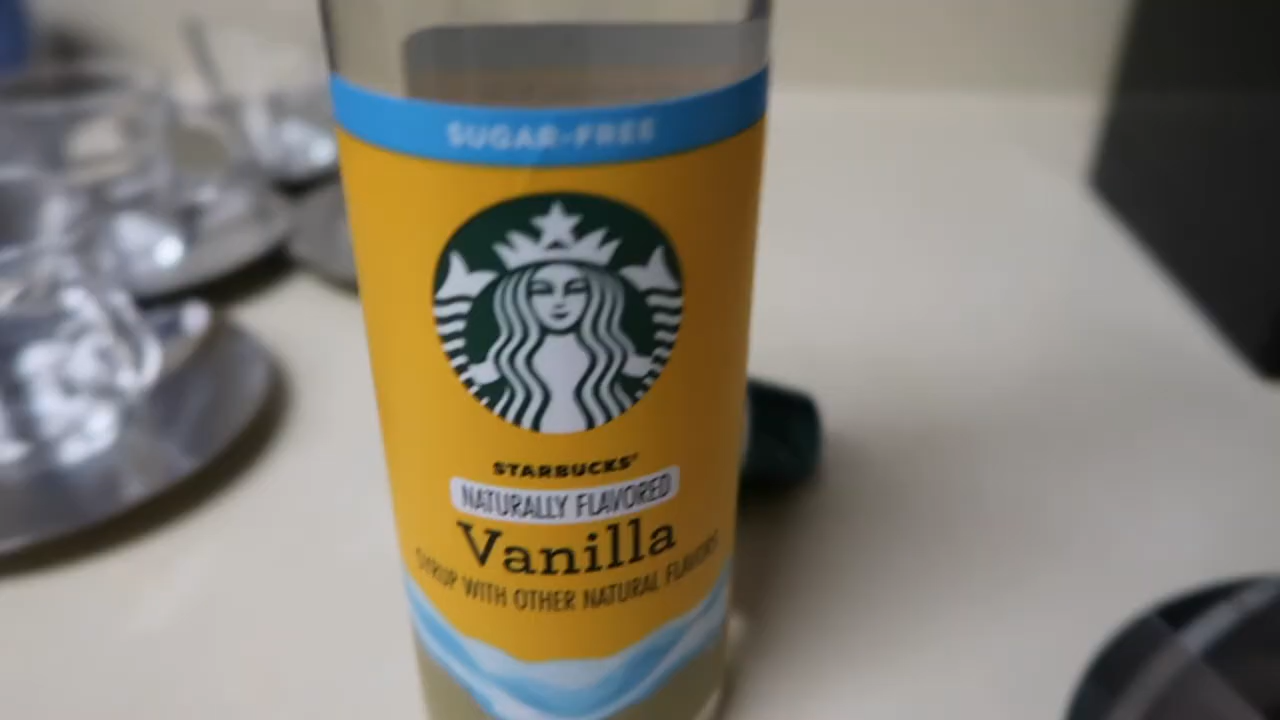 SUGAR-FREE
STARBUCKS®
NATURALLY FLAVORED
Vanilla
SYRUP WITH OTHER NATURAL FLAVORS